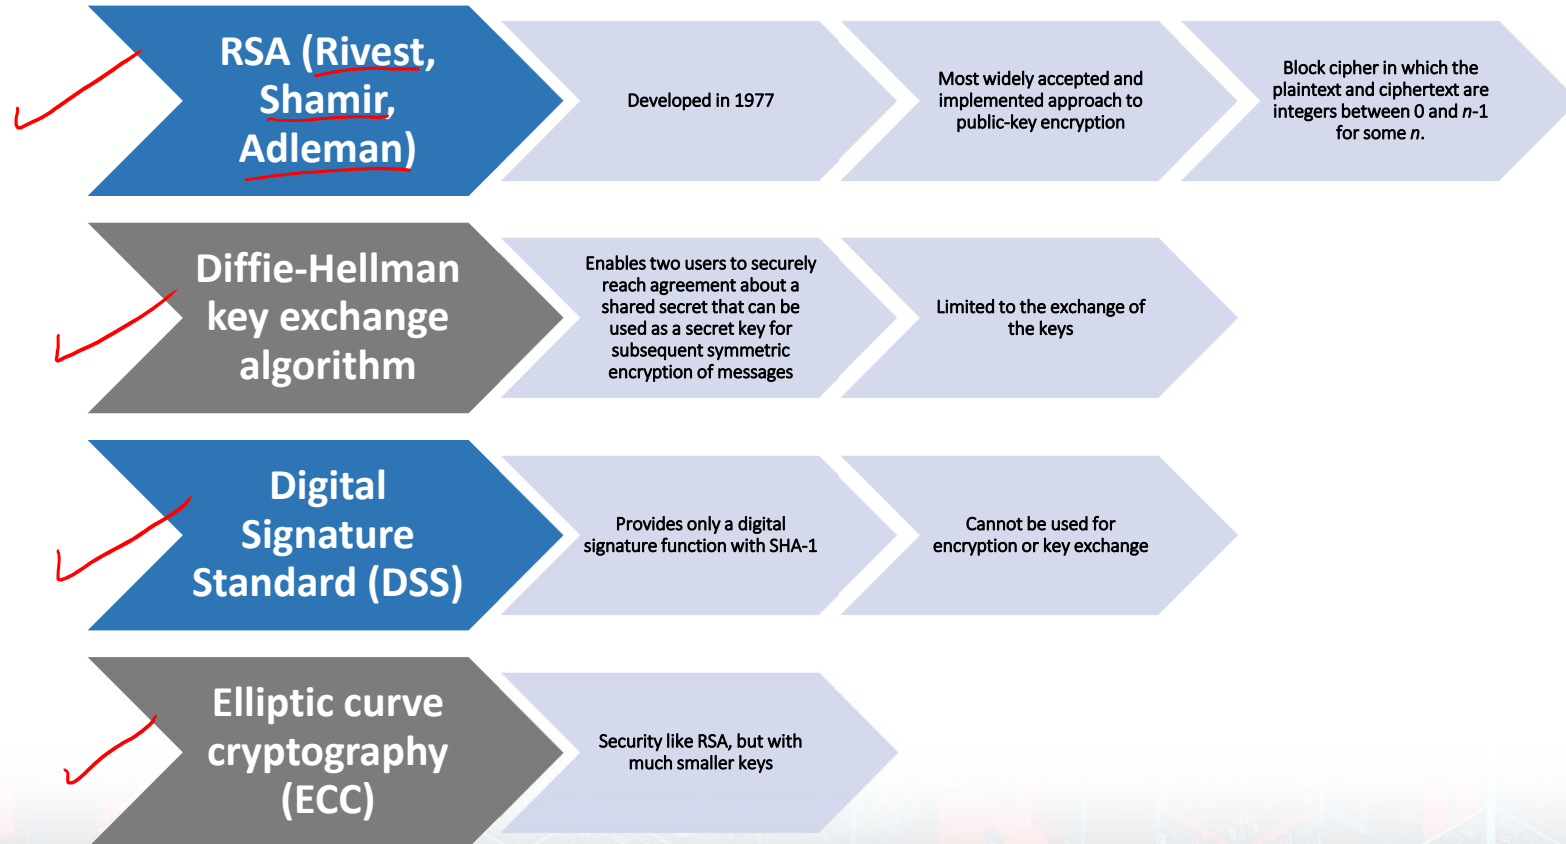 RSA (Rivest,
Shamir,
Adleman)
Developed in 1977
Most widely accepted and
implemented approach to
public-key encryption
Block cipher in which the
plaintext and ciphertext are
integers between 0 and n-1
for some n.
Diffie-Hellman
key exchange
algorithm
Enables two users to securely
reach agreement about a
shared secret that can be
used as a secret key for
subsequent symmetric
encryption of messages
Limited to the exchange of
the keys
Digital
Signature
Standard (DSS)
Provides only a digital
signature function with SHA-1
Cannot be used for
encryption or key exchange
Elliptic curve
cryptography
(ECC)
Security like RSA, but with
much smaller keys